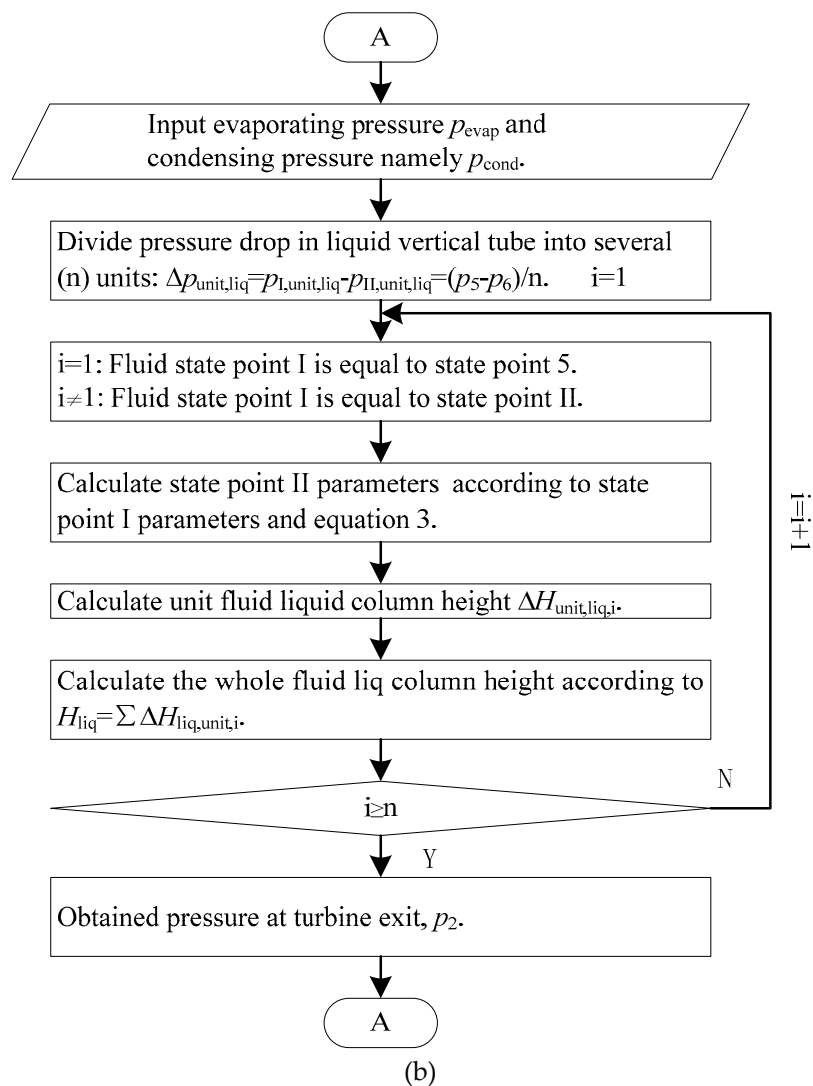 A
Input evaporating pressure pevap and
condensing pressure namely pcond.
Divide pressure drop in liquid vertical tube into several
(n) units: Δpunit,liq=pI,unit,liq-pII,unit,liq=(p5-p6)/n. i=1
i=1: Fluid state point I is equal to state point 5.
i≠1: Fluid state point I is equal to state point II.
Calculate state point II parameters according to state
point I parameters and equation 3.
i=i+1
Calculate unit fluid liquid column height ΔHunit,liq,i.
Calculate the whole fluid liq column height according to
Hliq=ΣΔHliq,unit,i.
N
i≥n
Y
Obtained pressure at turbine exit, p2.
A
(b)